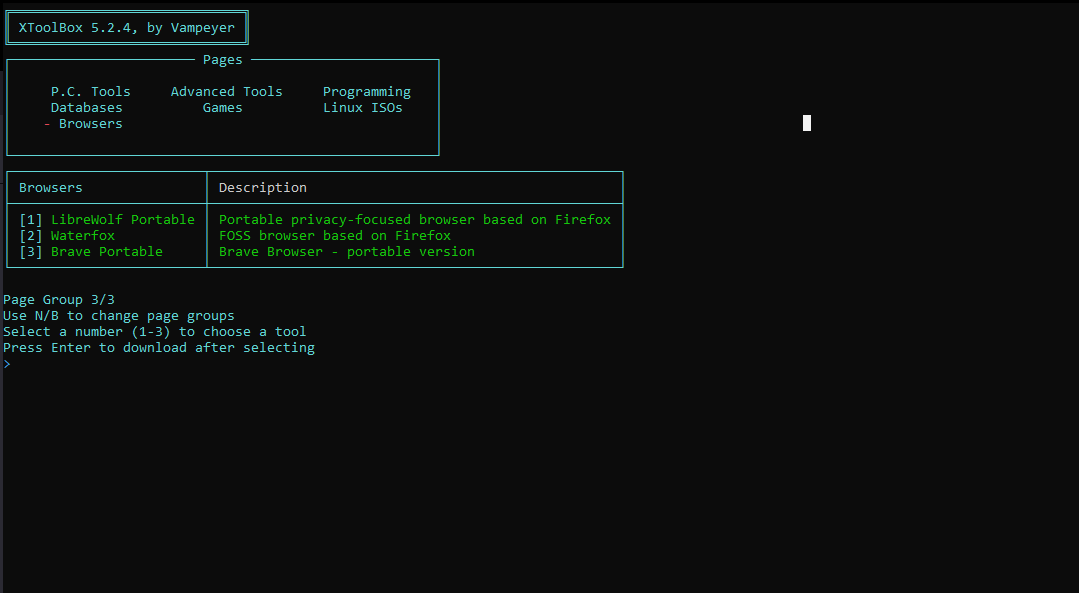 XToolBox 5.2.4, by Vampeyer
Pages
P.C. Tools Advanced Tools Programming
Databases Games Linux ISOs
- Browsers
Browsers Description
[1] LibreWolf Portable Portable privacy-focused browser based on Firefox
[2] Waterfox FOSS browser based on Firefox
[3] Brave Portable Brave Browser - portable version
Page Group 3/3
Use N/B to change page groups
Select a number (1-3) to choose a tool
Press Enter to download after selecting
>